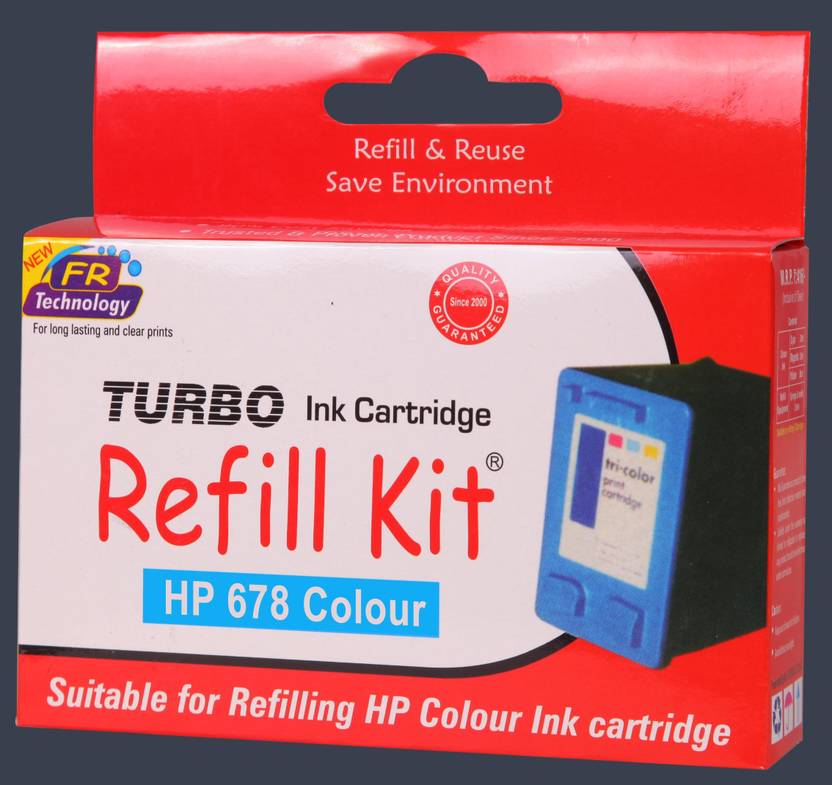 Refill & Reuse
Save Environment
NEW
FR
Technology
For long lasting and clear prints
QUALITY
Since 2000
GUARANTEED
TURBO Ink Cartridge
Refill Kit®
HP 678 Colour
tri-color
print
cartridge
Suitable for Refilling HP Colour Ink cartridge